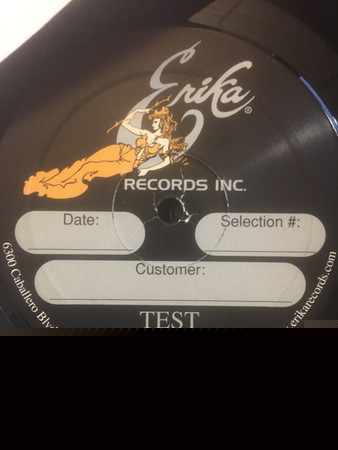 Erika®
RECORDS INC.
Date:
Selection #:
Customer:
6300 Caballero Blvd
erikarecords.com
TEST